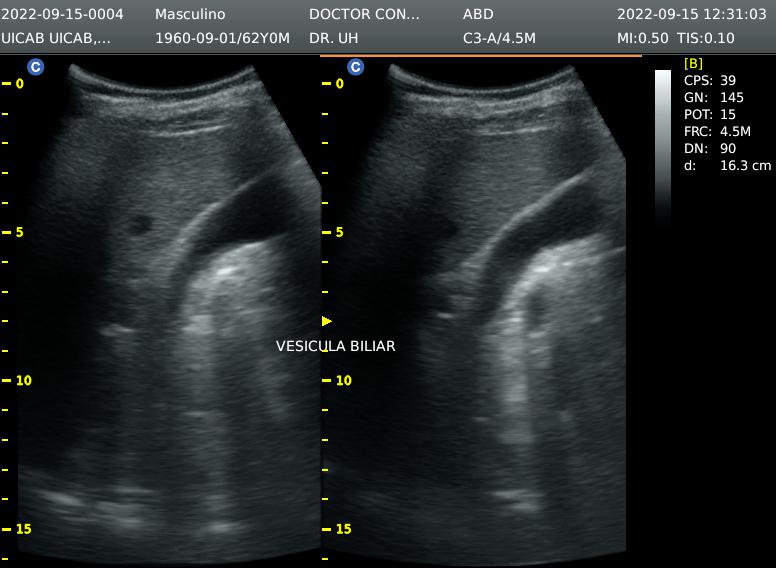 2022-09-15-0004 Masculino DOCTOR CON... ABD 2022-09-15 12:31:03
UICAB UICAB,... 1960-09-01/62Y0M DR. UH C3-A/4.5M MI:0.50 TIS:0.10
C C [B]
0 0 CPS: 39
GN: 145
POT: 15
FRC: 4.5M
DN: 90
d: 16.3 cm
5 5
VESICULA BILIAR
10 10
15 15